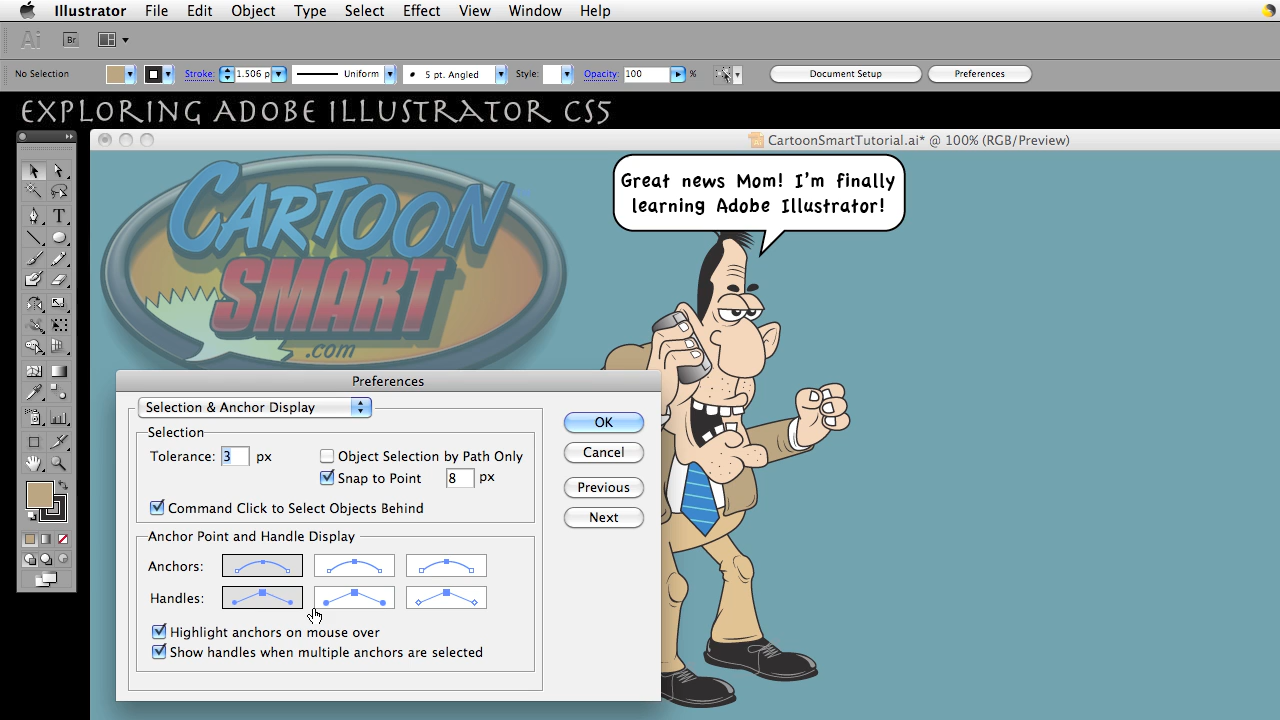 Illustrator File Edit Object Type Select Effect View Window Help
Ai Br
No Selection Stroke: 1.506 p Uniform 5 pt. Angled Style: Opacity: 100 % Document Setup Preferences
EXPLORING ADOBE ILLUSTRATOR CS5
CartoonSmartTutorial.ai* @ 100% (RGB/Preview)
Great news Mom! I'm finally
learning Adobe Illustrator!
CARTOON
SMART
.com
T
Preferences
Selection & Anchor Display
OK
Selection
Tolerance: 3 px Object Selection by Path Only
Cancel
Snap to Point 8 px
Previous
Command Click to Select Objects Behind
Next
Anchor Point and Handle Display
Anchors:
Handles:
Highlight anchors on mouse over
Show handles when multiple anchors are selected